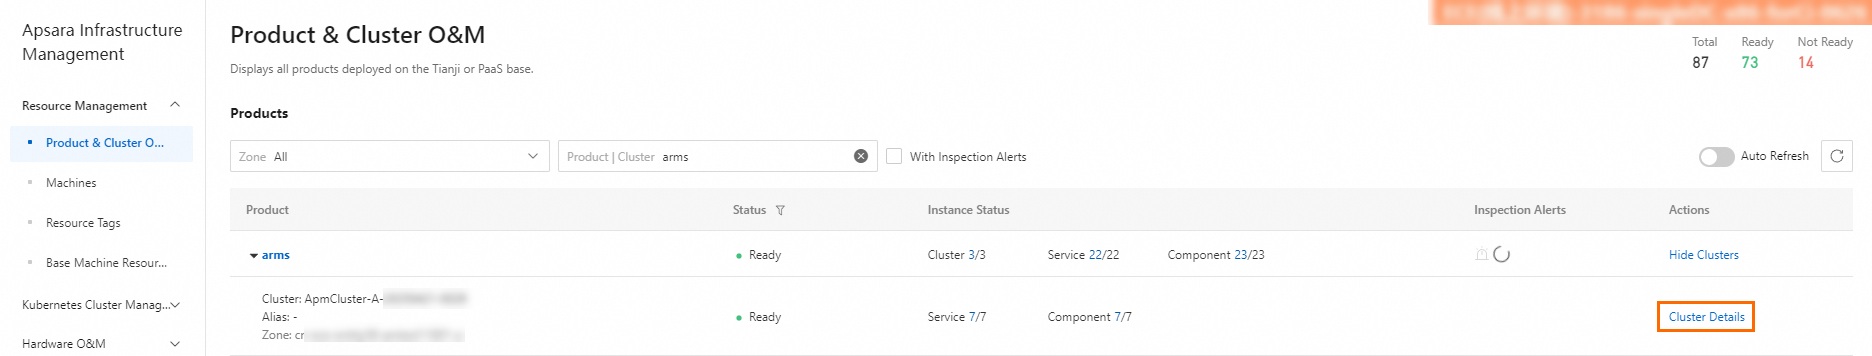 Apsara Infrastructure
Management
Resource Management
Product & Cluster O...
Machines
Resource Tags
Base Machine Resour...
Kubernetes Cluster Manag...
Hardware O&M
Product & Cluster O&M
Displays all products deployed on the Tianji or PaaS base.
Total Ready Not Ready
87 73 14
Products
Zone All Product | Cluster arms With Inspection Alerts Auto Refresh
Product Status Instance Status Inspection Alerts Actions
arms Ready Cluster 3/3 Service 22/22 Component 23/23 Hide Clusters
Cluster: ApmCluster-A-
Alias: -
Zone: cr
Ready Service 7/7 Component 7/7 Cluster Details